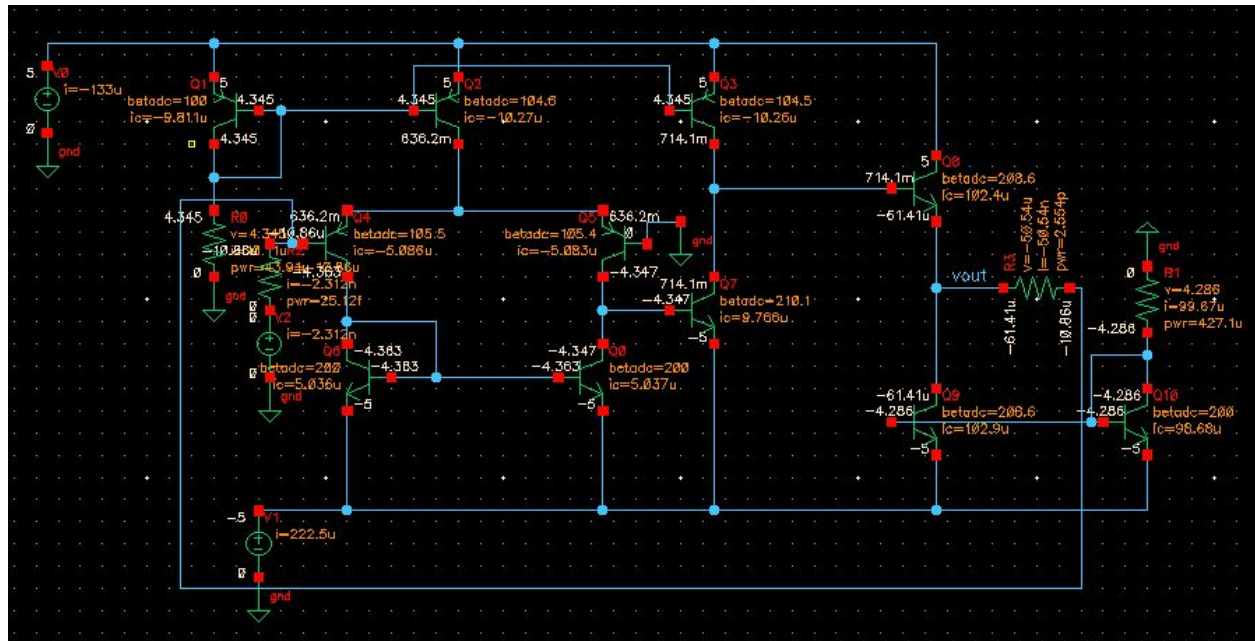 5
V0
i=-133u
0
gnd
Q1
5
betadc=100
ic=-9.811u
4.345
4.345
Q2
5
betadc=104.6
ic=-10.27u
4.345
636.2m
Q3
5
betadc=104.5
ic=-10.26u
4.345
714.1m
Q8
5
betadc=208.6
ic=102.4u
714.1m
-61.41u
4.345
R0
0
gnd
636.2m
Q4
-10.86u
betadc=105.5
ic=-5.086u
-4.363
i=-2.312n
pwr=25.12f
V2
i=-2.312n
0
gnd
Q5
636.2m
0
betadc=105.4
ic=-5.083u
-4.347
gnd
Q7
714.1m
betadc=210.1
ic=9.766u
-4.347
-5
-4.363
-4.363
betadc=200
ic=5.036u
-5
-4.347
Q0
-4.363
betadc=200
ic=5.037u
-5
vout
R3
v=-50.54u
i=-50.54n
pwr=2.554p
-61.41u
-10.86u
gnd
0
R1
v=4.286
i=99.67u
pwr=427.1u
-4.286
-61.41u
Q9
-4.286
betadc=208.6
ic=102.9u
-5
-4.286
Q10
-4.286
betadc=200
ic=98.68u
-5
-5
V1
i=-222.5u
0
gnd